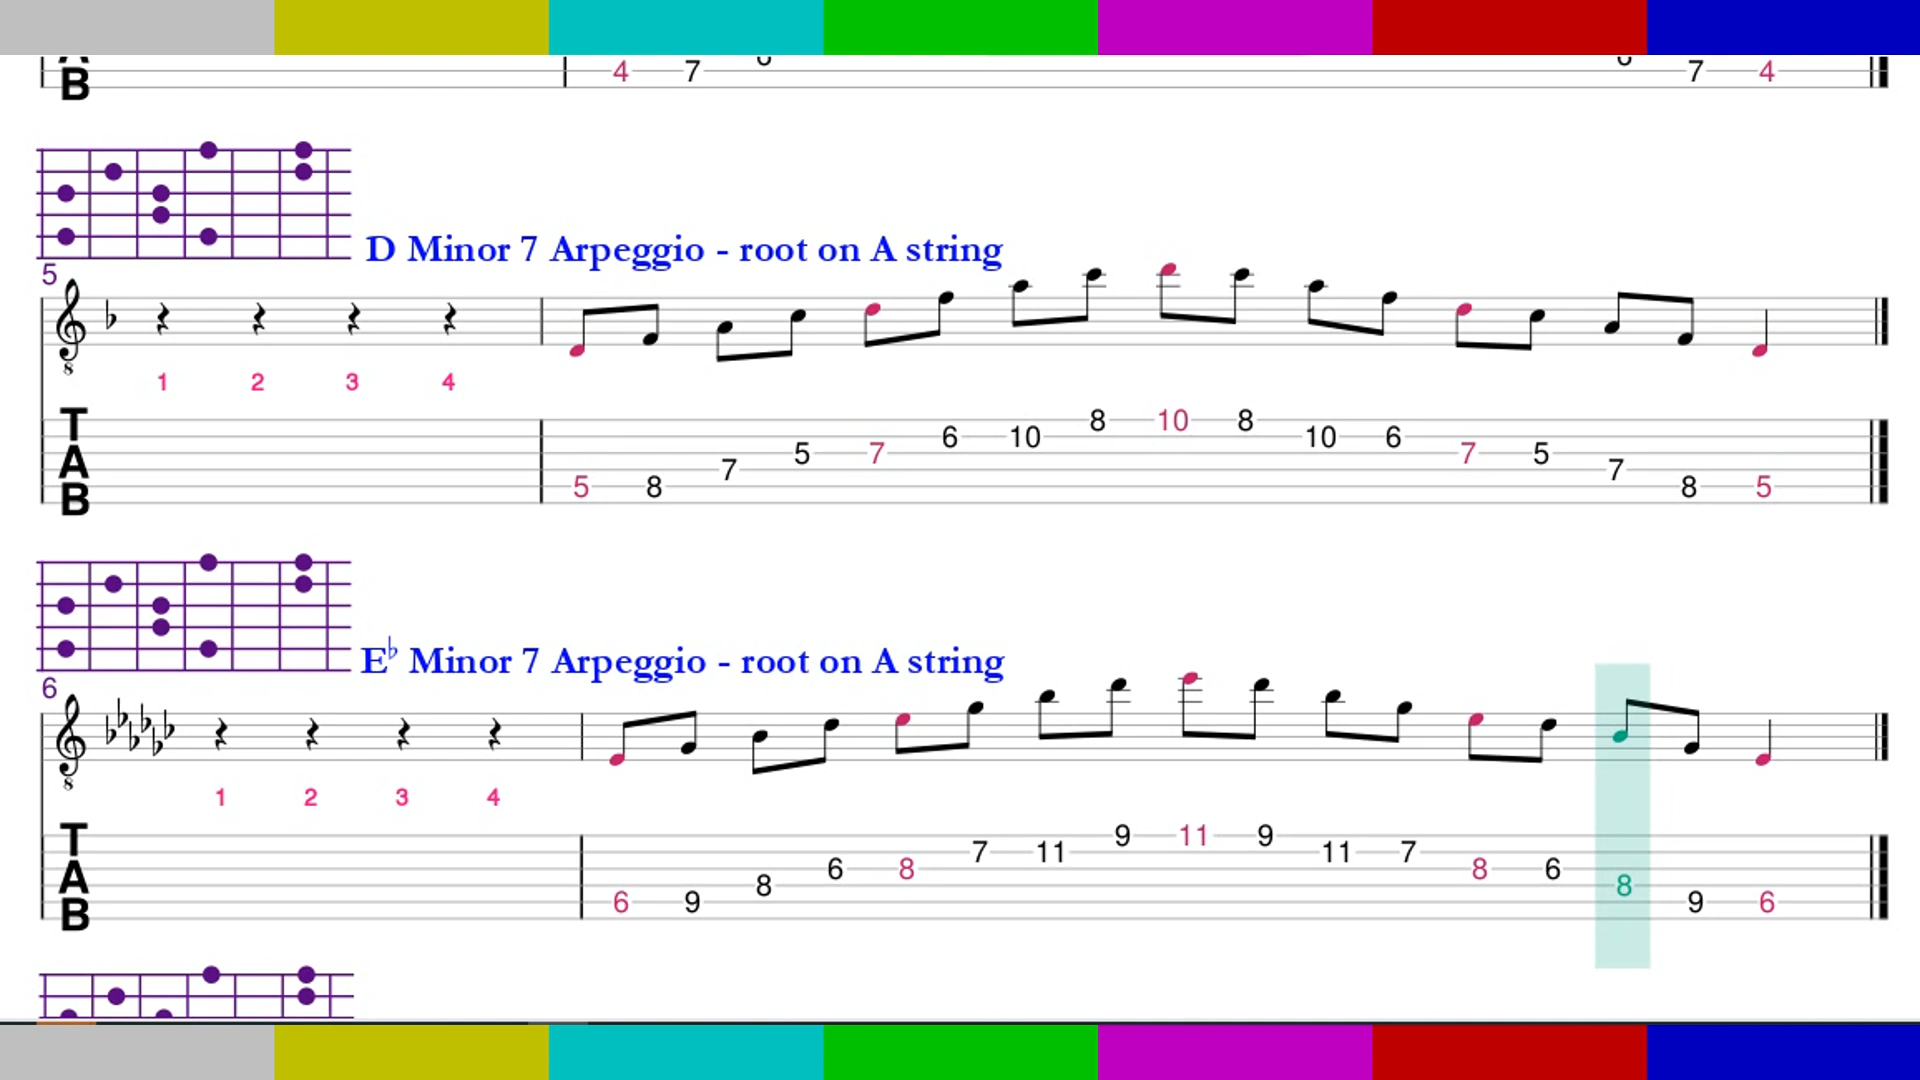 B 4 7 7 4
D Minor 7 Arpeggio - root on A string
5
8
1 2 3 4
T 8 10 8
6 10 10 6
A 5 7 7 5
7 7
B 5 8 8 5
E♭ Minor 7 Arpeggio - root on A string
6
8
1 2 3 4
T 9 11 9
7 11 11 7
A 6 8 8 6
8 8
B 6 9 9 6